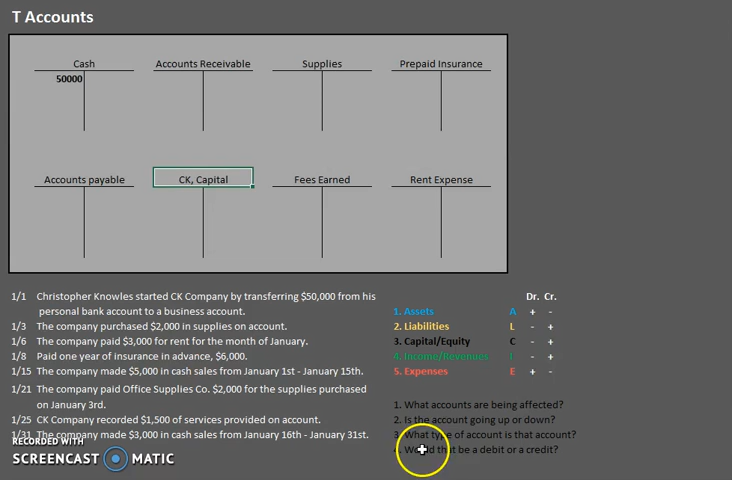 T Accounts
Cash Accounts Receivable Supplies Prepaid Insurance
50000
Accounts payable CK, Capital Fees Earned Rent Expense
1/1 Christopher Knowles started CK Company by transferring $50,000 from his
personal bank account to a business account.
1/3 The company purchased $2,000 in supplies on account.
1/6 The company paid $3,000 for rent for the month of January.
1/8 Paid one year of insurance in advance, $6,000.
1/15 The company made $5,000 in cash sales from January 1st - January 15th.
1/21 The company paid Office Supplies Co. $2,000 for the supplies purchased
on January 3rd.
1/25 CK Company recorded $1,500 of services provided on account.
1/31 The company made $3,000 in cash sales from January 16th - January 31st.
Dr. Cr.
1. Assets A + -
2. Liabilities L - +
3. Capital/Equity C - +
4. Income/Revenues I - +
5. Expenses E + -
1. What accounts are being affected?
2. Is the account going up or down?
3. What type of account is that account?
4. Would that be a debit or a credit?
RECORDED WITH
SCREENCAST MATIC